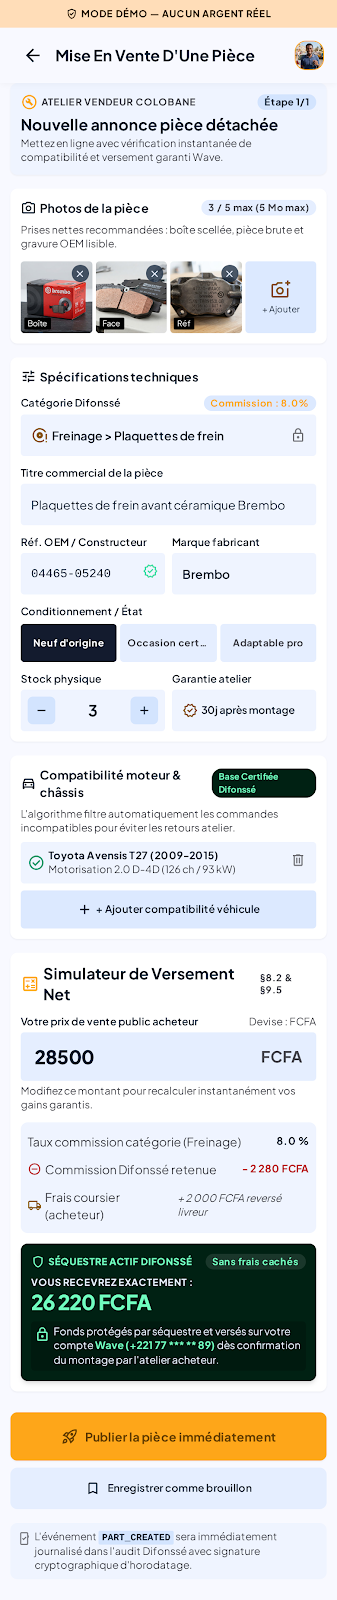 MODE DÉMO — AUCUN ARGENT RÉEL
Mise En Vente D'Une Pièce
ATELIER VENDEUR COLOBANE
Étape 1/1
Nouvelle annonce pièce détachée
Mettez en ligne avec vérification instantanée de
compatibilité et versement garanti Wave.
Photos de la pièce
3 / 5 max (5 Mo max)
Prises nettes recommandées : boîte scellée, pièce brute et
gravure OEM lisible.
brembo
Boîte
Face
Réf
+ Ajouter
Spécifications techniques
Catégorie Difonssé
Commission : 8.0%
Freinage > Plaquettes de frein
Titre commercial de la pièce
Plaquettes de frein avant céramique Brembo
Réf. OEM / Constructeur
Marque fabricant
04465-05240
Brembo
Conditionnement / État
Neuf d'origine
Occasion cert…
Adaptable pro
Stock physique
Garantie atelier
− 3 +
30j après montage
Compatibilité moteur &
châssis
Base Certifiée
Difonssé
L'algorithme filtre automatiquement les commandes
incompatibles pour éviter les retours atelier.
Toyota Avensis T27 (2009-2015)
Motorisation 2.0 D-4D (126 ch / 93 kW)
+ Ajouter compatibilité véhicule
Simulateur de Versement
Net
§8.2 &
§9.5
Votre prix de vente public acheteur
Devise : FCFA
28500
FCFA
Modifiez ce montant pour recalculer instantanément vos
gains garantis.
Taux commission catégorie (Freinage)
8.0 %
Commission Difonssé retenue
- 2 280 FCFA
Frais coursier
(acheteur)
+ 2 000 FCFA reversé
livreur
SÉQUESTRE ACTIF DIFONSSÉ
Sans frais cachés
VOUS RECEVREZ EXACTEMENT :
26 220 FCFA
Fonds protégés par séquestre et versés sur votre
compte Wave (+221 77 *** ** 89) dès confirmation
du montage par l'atelier acheteur.
Publier la pièce immédiatement
Enregistrer comme brouillon
L'événement PART_CREATED sera immédiatement
journalisé dans l'audit Difonssé avec signature
cryptographique d'horodatage.